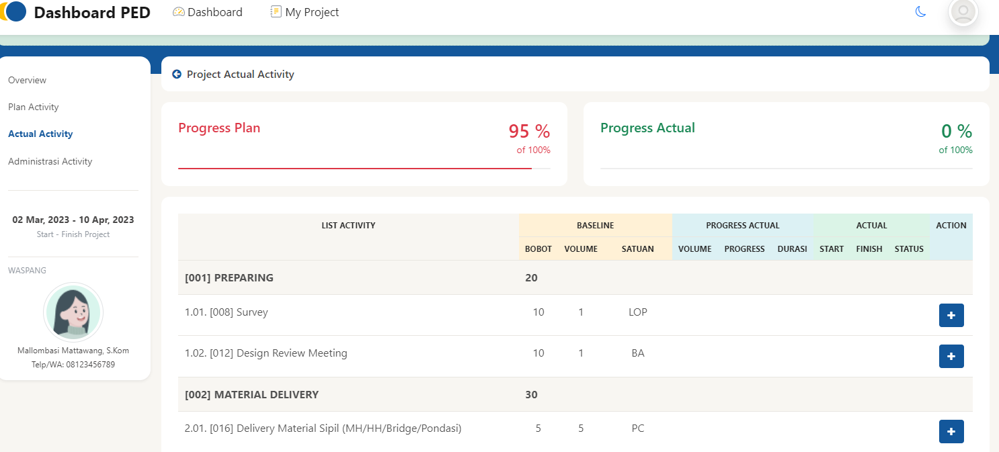 Dashboard PED
Dashboard
My Project
Overview
Plan Activity
Actual Activity
Administrasi Activity
02 Mar, 2023 - 10 Apr, 2023
Start - Finish Project
WASPANG
Mallombasi Mattawang, S.Kom
Telp/WA: 08123456789
Project Actual Activity
Progress Plan
95 %
of 100%
Progress Actual
0 %
of 100%
LIST ACTIVITY BASELINE PROGRESS ACTUAL ACTUAL ACTION
BOBOT VOLUME SATUAN VOLUME PROGRESS DURASI START FINISH STATUS
[001] PREPARING 20
1.01. [008] Survey 10 1 LOP
1.02. [012] Design Review Meeting 10 1 BA
[002] MATERIAL DELIVERY 30
2.01. [016] Delivery Material Sipil (MH/HH/Bridge/Pondasi) 5 5 PC